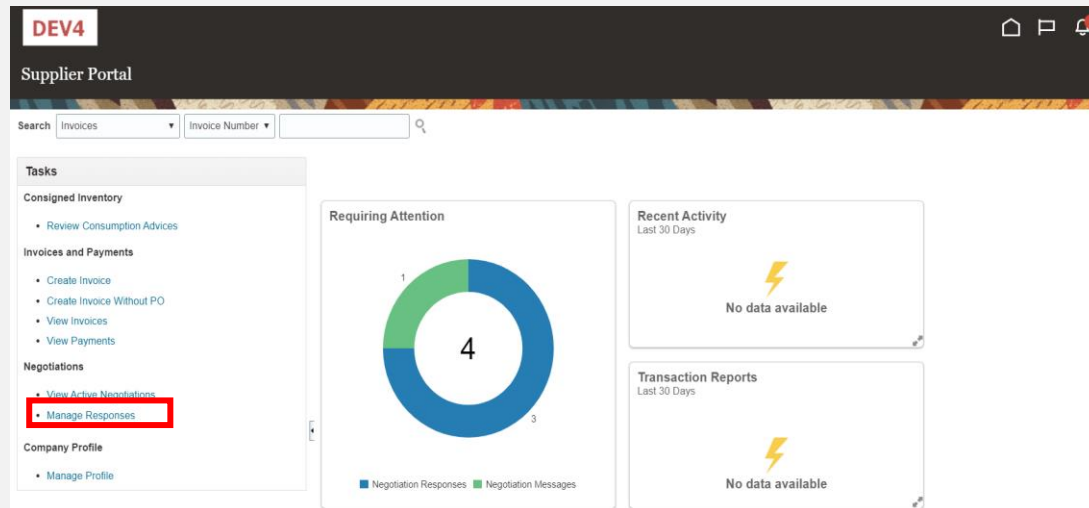 DEV4
Supplier Portal
Search Invoices Invoice Number
Tasks
Consigned Inventory
Review Consumption Advices
Invoices and Payments
Create Invoice
Create Invoice Without PO
View Invoices
View Payments
Negotiations
View Active Negotiations
Manage Responses
Company Profile
Manage Profile
Requiring Attention
1
4
3
Negotiation Responses Negotiation Messages
Recent Activity
Last 30 Days
No data available
Transaction Reports
Last 30 Days
No data available